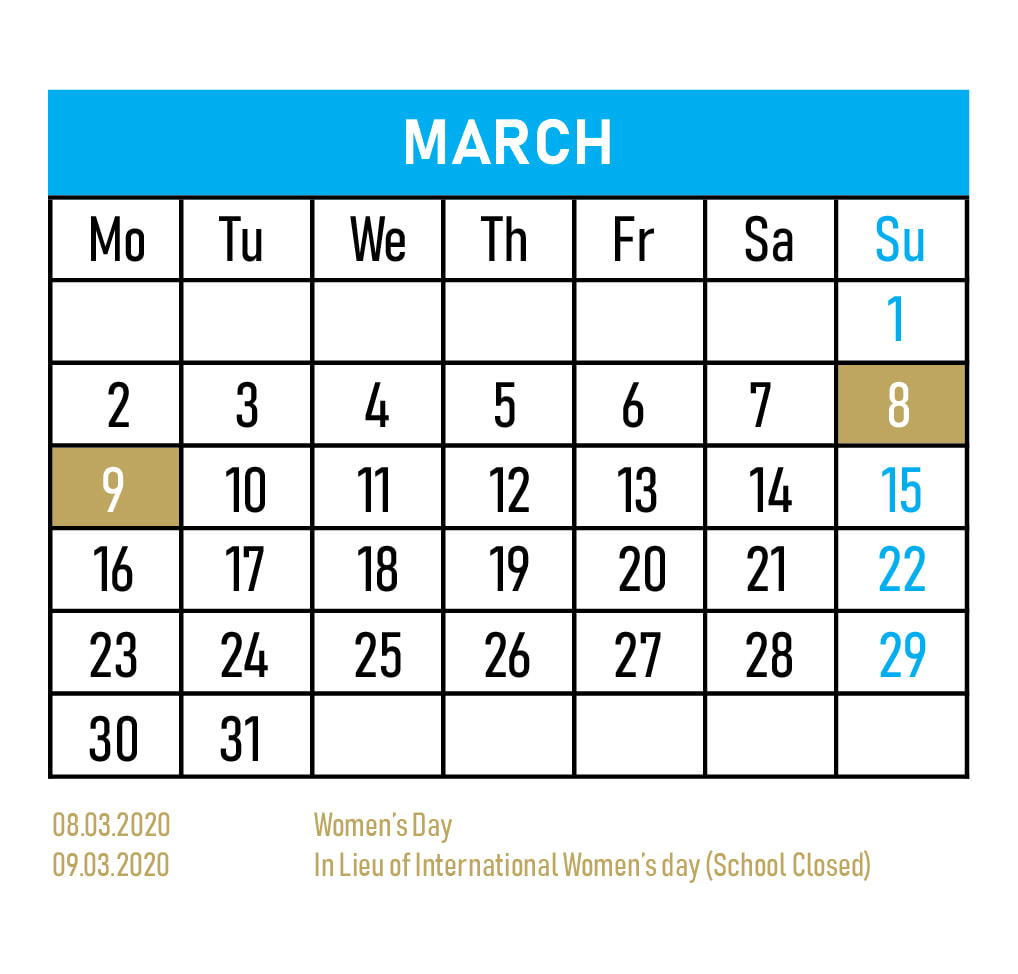 MARCH
Mo Tu We Th Fr Sa Su
1
2 3 4 5 6 7 8
9 10 11 12 13 14 15
16 17 18 19 20 21 22
23 24 25 26 27 28 29
30 31
08.03.2020 Women’s Day
09.03.2020 In Lieu of International Women’s day (School Closed)